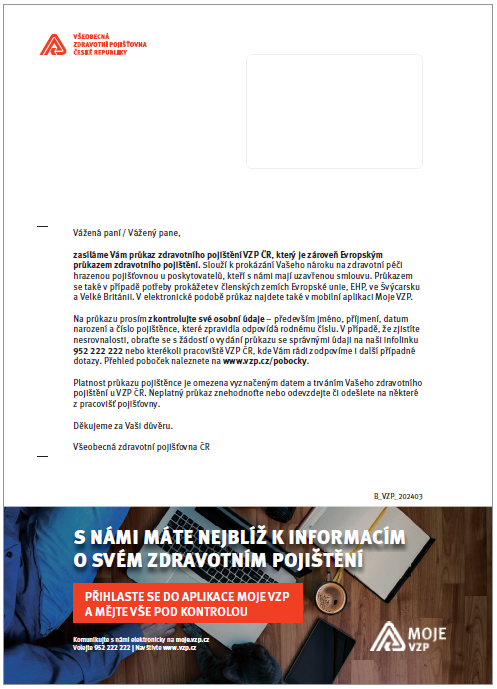 VŠEOBECNÁ
ZDRAVOTNÍ POJIŠŤOVNA
ČESKÉ REPUBLIKY
Vážená paní / Vážený pane,
zasíláme Vám průkaz zdravotního pojištění VZP ČR, který je zároveň Evropským
průkazem zdravotního pojištění. Slouží k prokázání Vašeho nároku na zdravotní péči
hrazenou pojišťovnou u poskytovatelů, kteří s námi mají uzavřenou smlouvu. Průkazem
se také v případě potřeby prokážete v členských zemích Evropské unie, EHP, ve Švýcarsku
a Velké Británii. V elektronické podobě průkaz najdete také v mobilní aplikaci Moje VZP.
Na průkazu prosím zkontrolujte své osobní údaje – především jméno, příjmení, datum
narození a číslo pojištěnce, které zpravidla odpovídá rodnému číslu. V případě, že zjistíte
nesrovnalosti, obraťte se s žádostí o vydání průkazu se správnými údaji na naši infolinku
952 222 222 nebo kterékoli pracoviště VZP ČR, kde Vám rádi zodpovíme i další případné
dotazy. Přehled poboček naleznete na www.vzp.cz/pobocky.
Platnost průkazu pojištěnce je omezena vyznačeným datem a trváním Vašeho zdravotního
pojištění u VZP ČR. Neplatný průkaz znehodnoťte nebo odevzdejte či odešlete na některé
z pracovišť pojišťovny.
Děkujeme za Vaši důvěru.
Všeobecná zdravotní pojišťovna ČR
B_VZP_202403
S NÁMI MÁTE NEJBLÍŽ K INFORMACÍM
O SVÉM ZDRAVOTNÍM POJIŠTĚNÍ
PŘIHLASTE SE DO APLIKACE MOJE VZP
A MĚJTE VŠE POD KONTROLOU
Komunikujte s námi elektronicky na moje.vzp.cz
Volejte 952 222 222 | Navštivte www.vzp.cz
MOJE
VZP